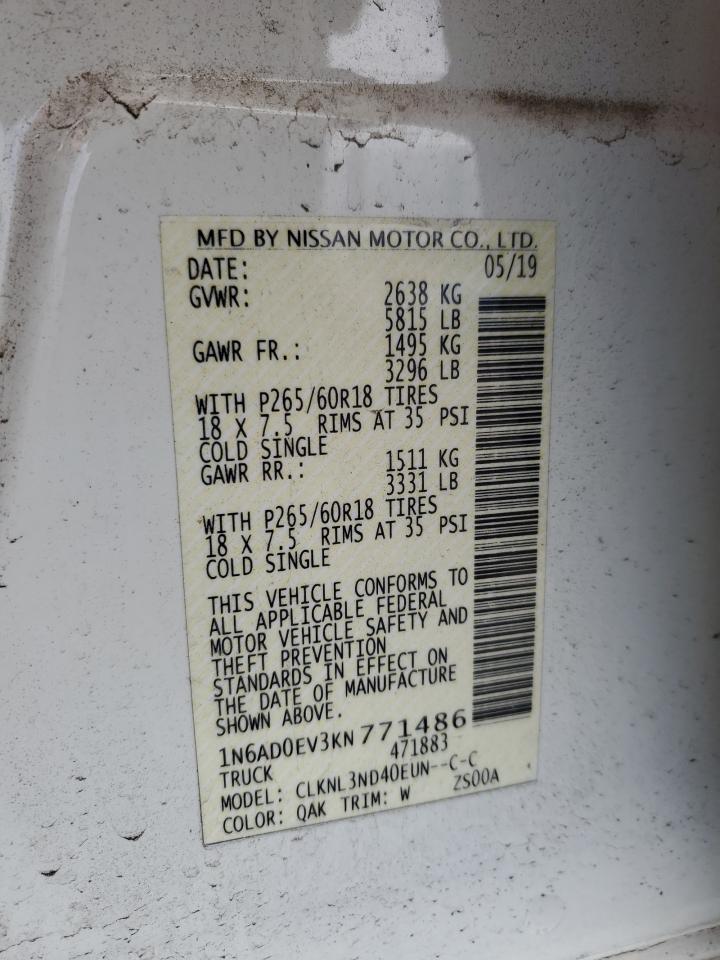 MFD BY NISSAN MOTOR CO., LTD.
DATE: 05/19
GVWR: 2638 KG
5815 LB
GAWR FR.: 1495 KG
3296 LB
WITH P265/60R18 TIRES
18 X 7.5 RIMS AT 35 PSI
COLD SINGLE
GAWR RR.: 1511 KG
3331 LB
WITH P265/60R18 TIRES
18 X 7.5 RIMS AT 35 PSI
COLD SINGLE
THIS VEHICLE CONFORMS TO
ALL APPLICABLE FEDERAL
MOTOR VEHICLE SAFETY AND
THEFT PREVENTION
STANDARDS IN EFFECT ON
THE DATE OF MANUFACTURE
SHOWN ABOVE.
1N6AD0EV3KN771486
TRUCK 471883
MODEL: CLKNL3ND40EUN--C-C
COLOR: QAK TRIM: W ZS00A